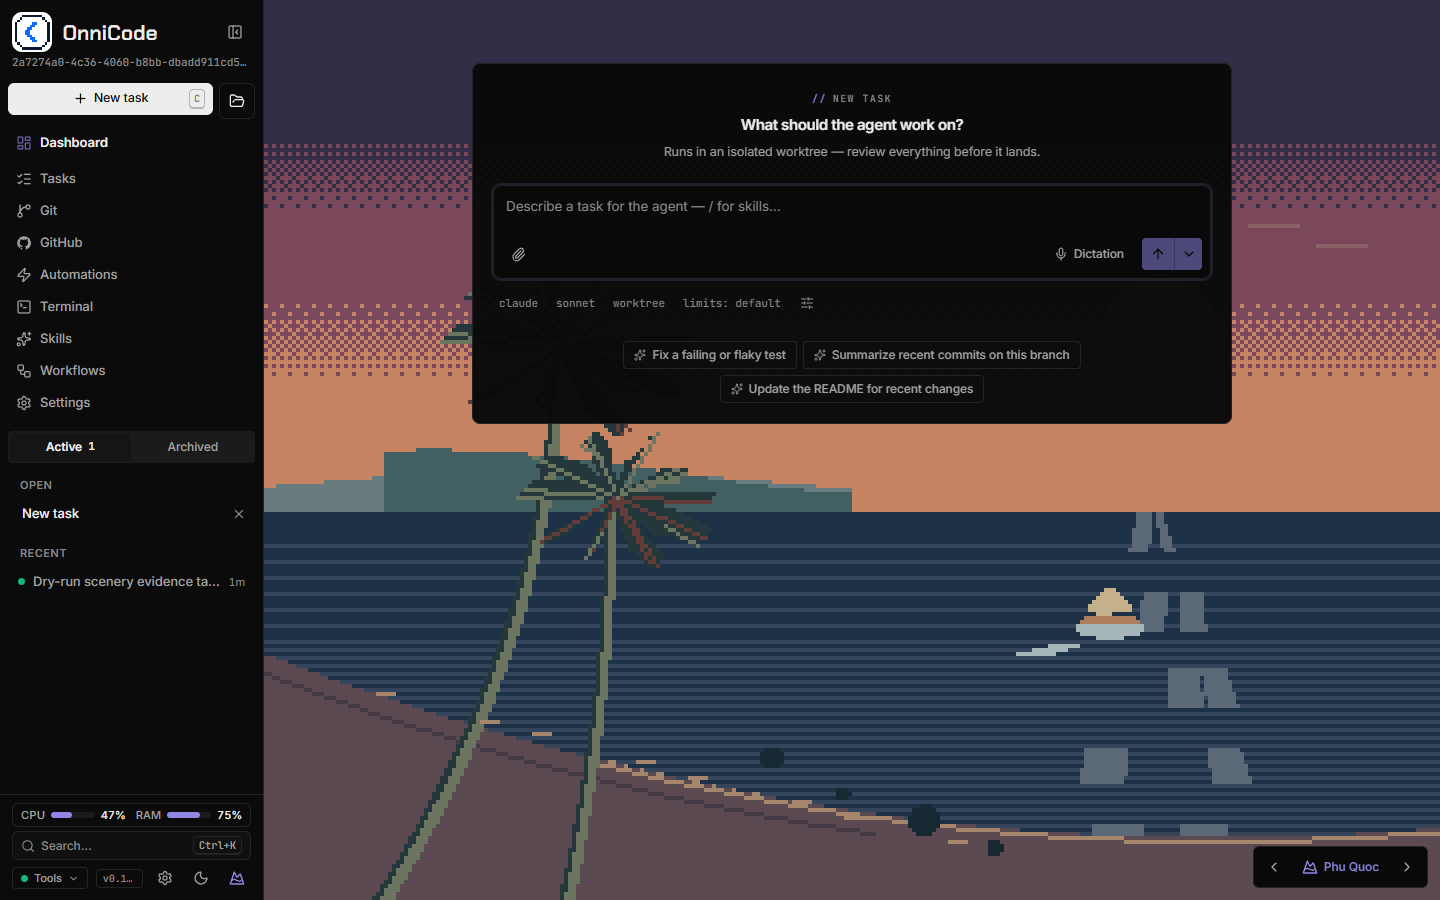 OnniCode
2a7274a0-4c36-4060-b8bb-dbadd911cd5…
New task
C
Dashboard
Tasks
Git
GitHub
Automations
Terminal
Skills
Workflows
Settings
Active 1
Archived
OPEN
New task
RECENT
Dry-run scenery evidence ta… 1m
CPU 47% RAM 75%
Search... Ctrl+K
Tools
v0.1…
// NEW TASK
What should the agent work on?
Runs in an isolated worktree — review everything before it lands.
Describe a task for the agent — / for skills...
Dictation
claude sonnet worktree limits: default
Fix a failing or flaky test
Summarize recent commits on this branch
Update the README for recent changes
Phu Quoc